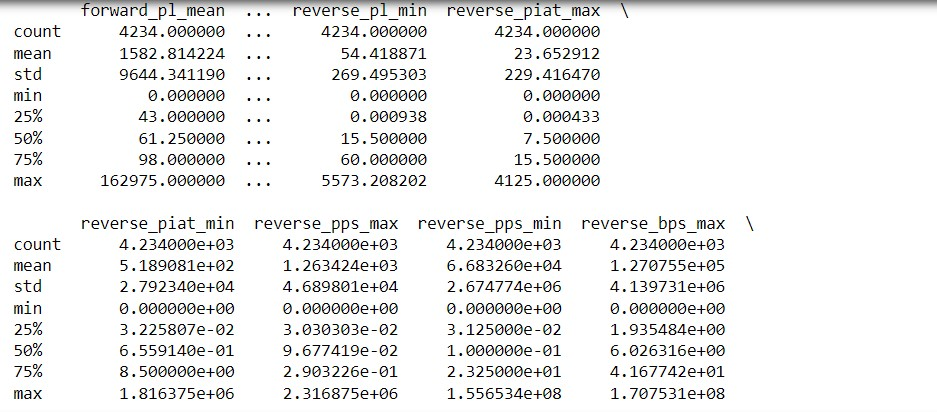 forward_pl_mean ... reverse_pl_min reverse_piat_max \
count 4234.000000 ... 4234.000000 4234.000000
mean 1582.814224 ... 54.418871 23.652912
std 9644.341190 ... 269.495303 229.416470
min 0.000000 ... 0.000000 0.000000
25% 43.000000 ... 0.000938 0.000433
50% 61.250000 ... 15.500000 7.500000
75% 98.000000 ... 60.000000 15.500000
max 162975.000000 ... 5573.208202 4125.000000
reverse_piat_min reverse_pps_max reverse_pps_min reverse_bps_max \
count 4.234000e+03 4.234000e+03 4.234000e+03 4.234000e+03
mean 5.189081e+02 1.263424e+03 6.683260e+04 1.270755e+05
std 2.792340e+04 4.689801e+04 2.674774e+06 4.139731e+06
min 0.000000e+00 0.000000e+00 0.000000e+00 0.000000e+00
25% 3.225807e-02 3.030303e-02 3.125000e-02 1.935484e+00
50% 6.559140e-01 9.677419e-02 1.000000e-01 6.026316e+00
75% 8.500000e+00 2.903226e-01 2.325000e+01 4.167742e+01
max 1.816375e+06 2.316875e+06 1.556534e+08 1.707531e+08